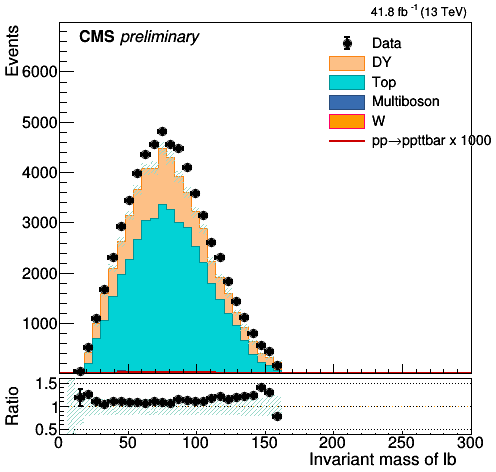 41.8 fb⁻¹ (13 TeV)
CMS preliminary
Events
Data
DY
Top
Multiboson
W
pp→ppttbar x 1000
6000
5000
4000
3000
2000
1000
Ratio
1.5
1
0.5
0 50 100 150 200 250 300
Invariant mass of lb